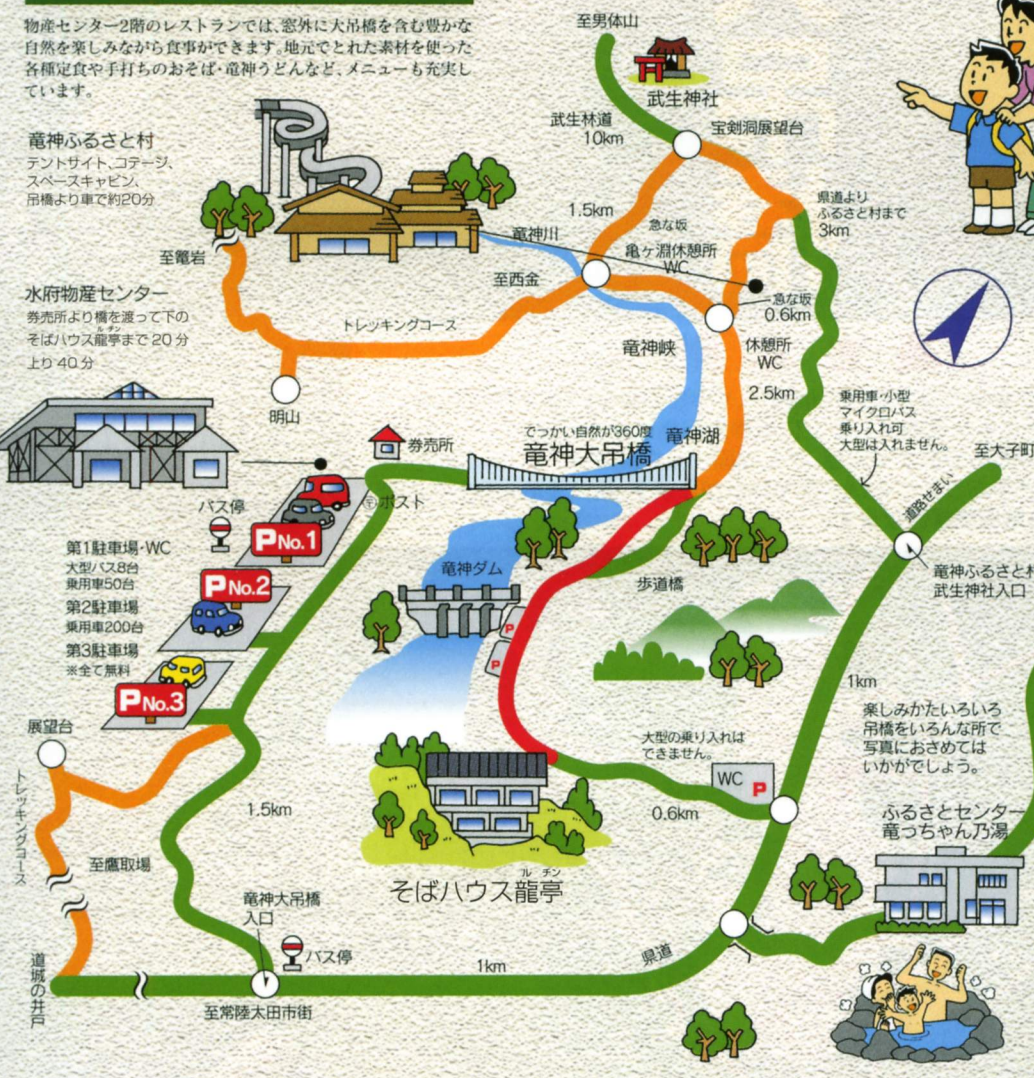 物産センター2階のレストランでは、窓外に大吊橋を含む豊かな
自然を楽しみながら食事ができます。地元でとれた素材を使った
各種定食や手打ちのおそば・竜神うどんなど、メニューも充実し
ています。
至男体山
武生神社
武生林道
10km
宝剣洞展望台
竜神ふるさと村
テントサイト、コテージ、
スペースキャビン、
吊橋より車で約20分
県道より
ふるさと村まで
3km
1.5km
急な坂
竜神川
亀ヶ淵休憩所
WC
至西金
至篭岩
急な坂
0.6km
水府物産センター
券売所より橋を渡って下の
そばハウス龍亭まで20分
ルチン
上り40分
トレッキングコース
竜神峡
休憩所
WC
2.5km
明山
乗用車・小型
マイクロバス
乗り入れ可
大型は入れません。
券売所
でっかい自然が360度
竜神大吊橋
竜神湖
至大子町
道路せまい
バス停
〒ポスト
P No.1
第1駐車場・WC
大型バス8台
乗用車50台
P No.2
第2駐車場
乗用車200台
第3駐車場
※全て無料
P No.3
竜神ダム
歩道橋
P
P
竜神ふるさと村
武生神社入口
1km
楽しみかたいろいろ
吊橋をいろんな所で
写真におさめては
いかがでしょう。
展望台
トレッキングコース
大型の乗り入れは
できません。
WC P
0.6km
1.5km
至鷹取場
ふるさとセンター
竜っちゃん乃湯
ルチン
そばハウス龍亭
竜神大吊橋
入口
バス停
道城の井戸
1km
県道
至常陸太田市街